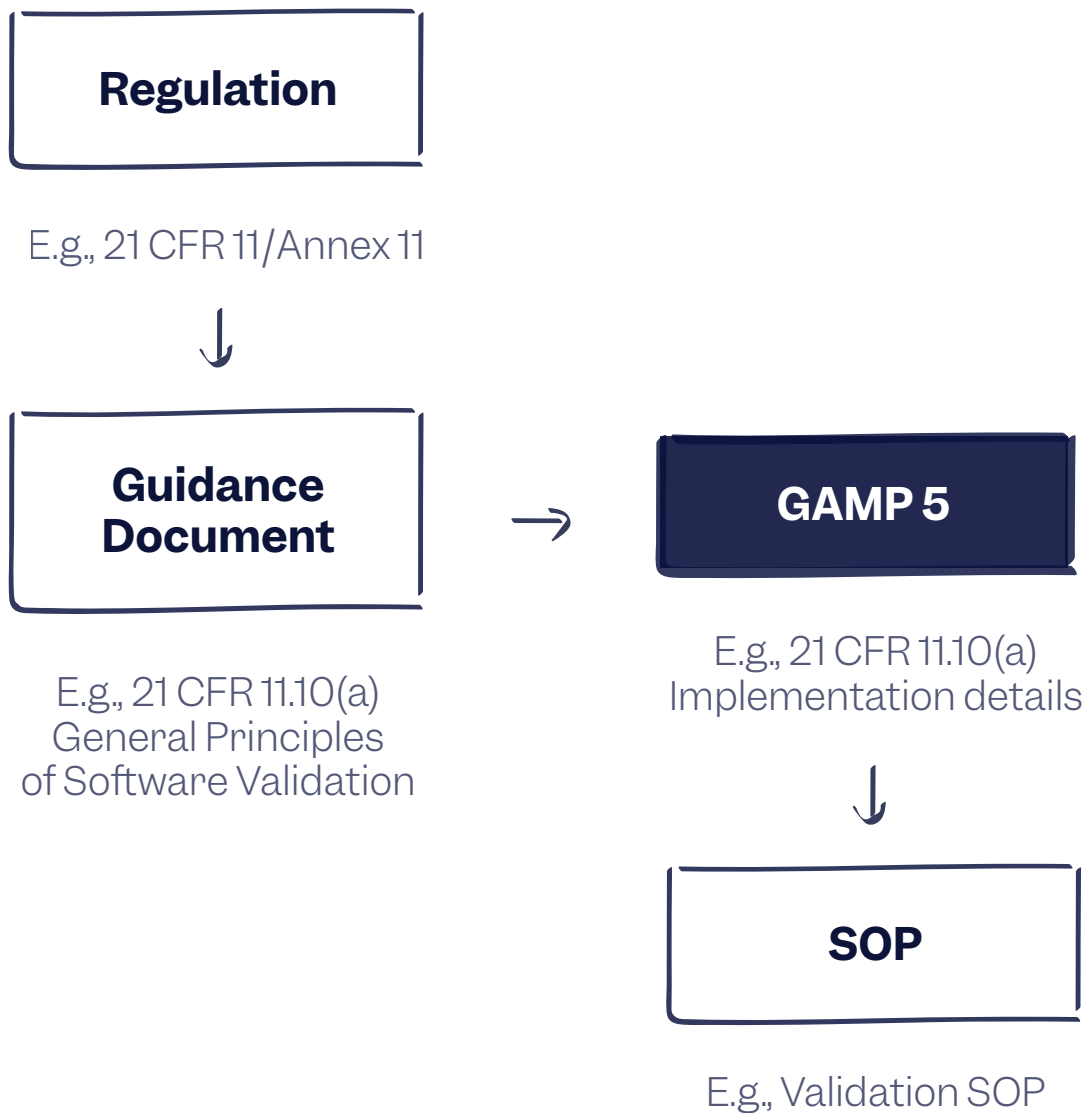 Regulation
E.g., 21 CFR 11/Annex 11
Guidance
Document
E.g., 21 CFR 11.10(a)
General Principles
of Software Validation
GAMP 5
E.g., 21 CFR 11.10(a)
Implementation details
SOP
E.g., Validation SOP